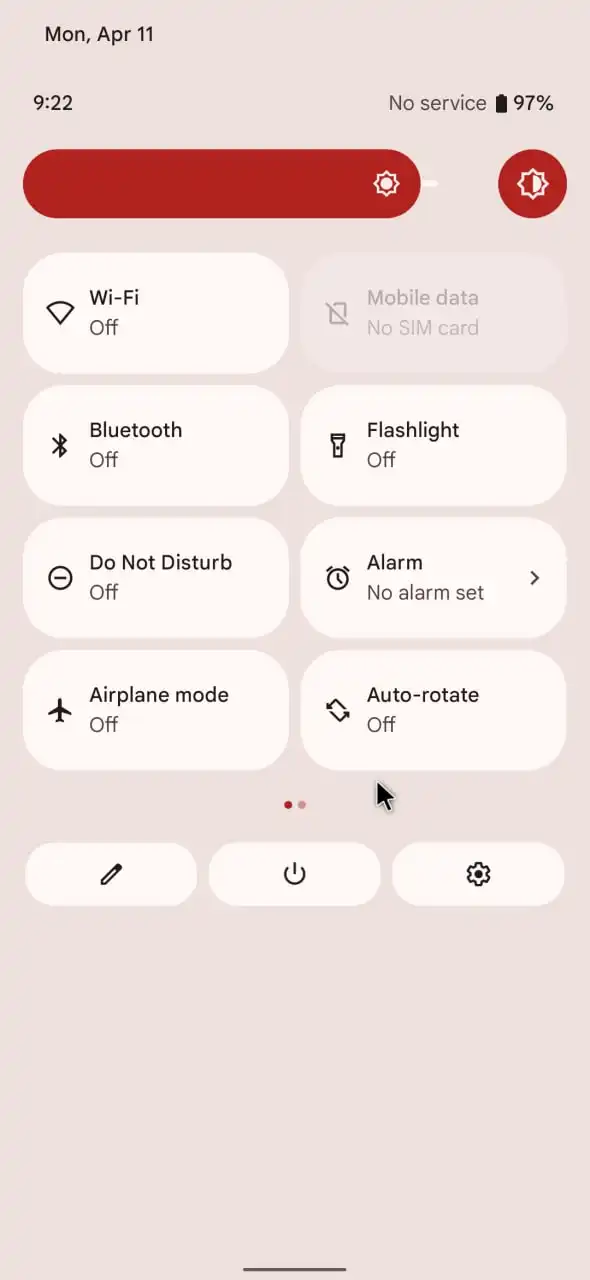 Mon, Apr 11
9:22
No service 97%
Wi-Fi
Off
Mobile data
No SIM card
Bluetooth
Off
Flashlight
Off
Do Not Disturb
Off
Alarm
No alarm set
Airplane mode
Off
Auto-rotate
Off